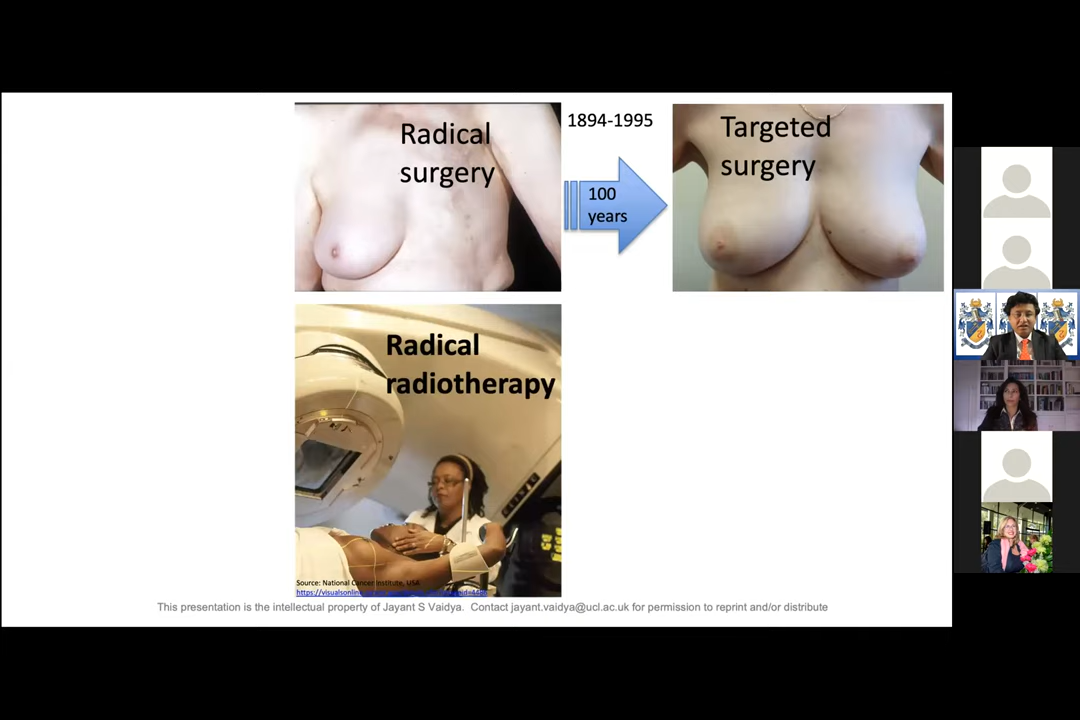 Radical
surgery
1894-1995
100
years
Targeted
surgery
Radical
radiotherapy
Source: National Cancer Institute, USA
This presentation is the intellectual property of Jayant S Vaidya. Contact jayant.vaidya@ucl.ac.uk for permission to reprint and/or distribute